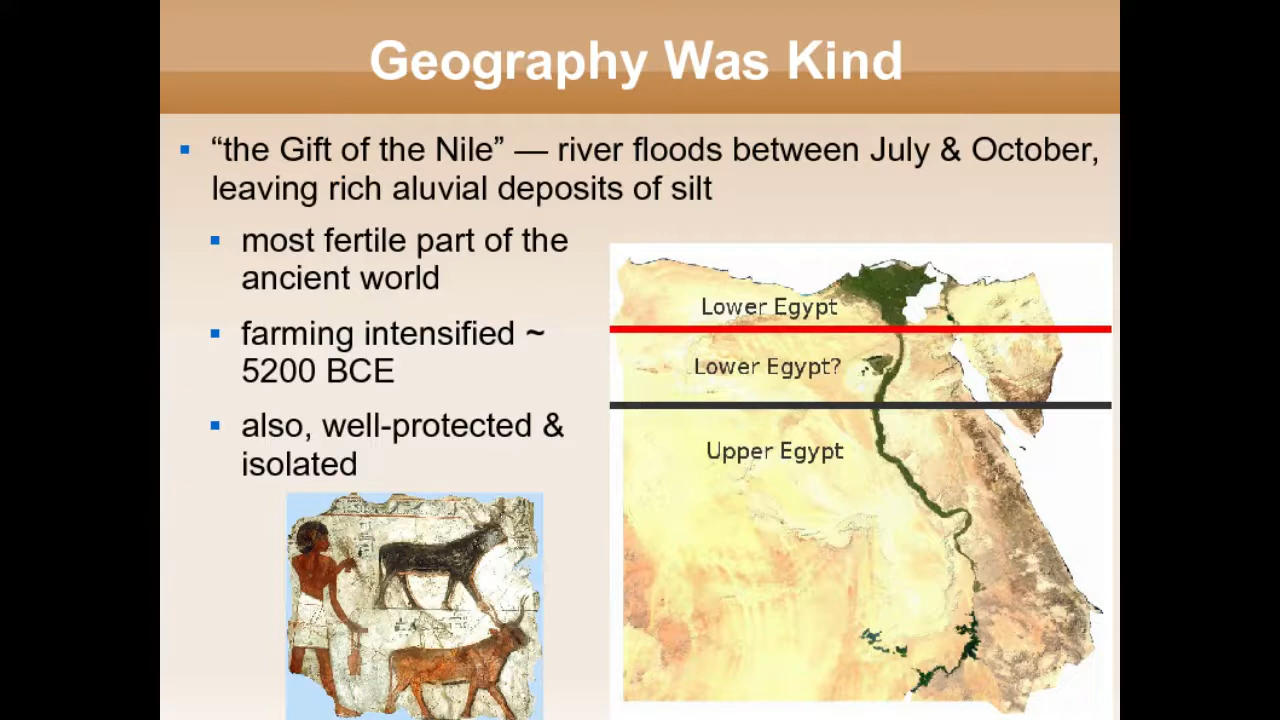 Geography Was Kind
▪ “the Gift of the Nile” — river floods between July & October,
leaving rich aluvial deposits of silt
▪ most fertile part of the
ancient world
▪ farming intensified ~
5200 BCE
▪ also, well-protected &
isolated
Lower Egypt
Lower Egypt?
Upper Egypt